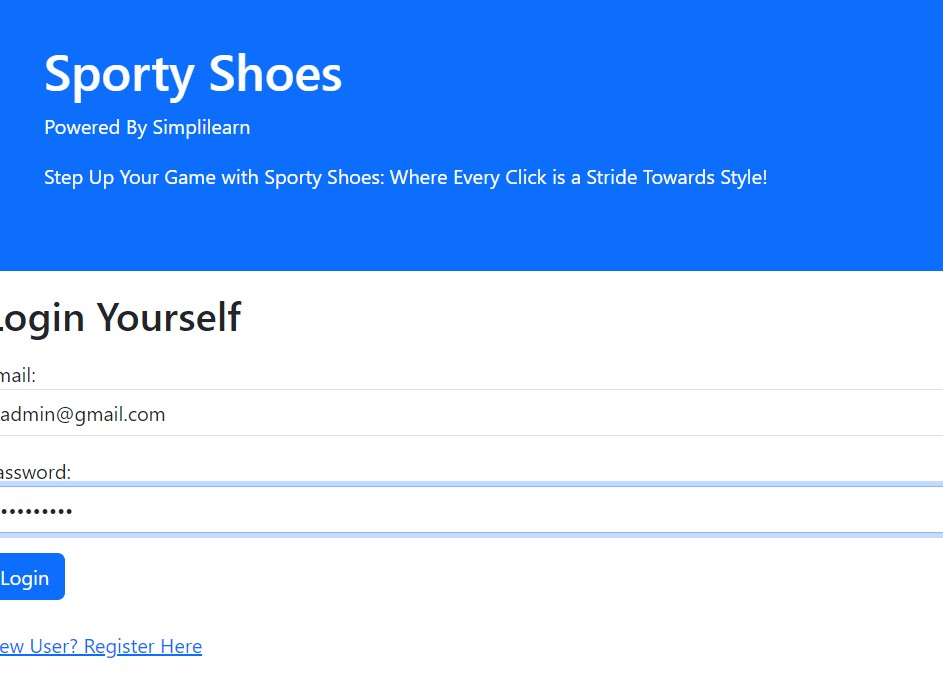 Sporty Shoes
Powered By Simplilearn
Step Up Your Game with Sporty Shoes: Where Every Click is a Stride Towards Style!
Login Yourself
mail:
admin@gmail.com
assword:
•••••••••
Login
ew User? Register Here